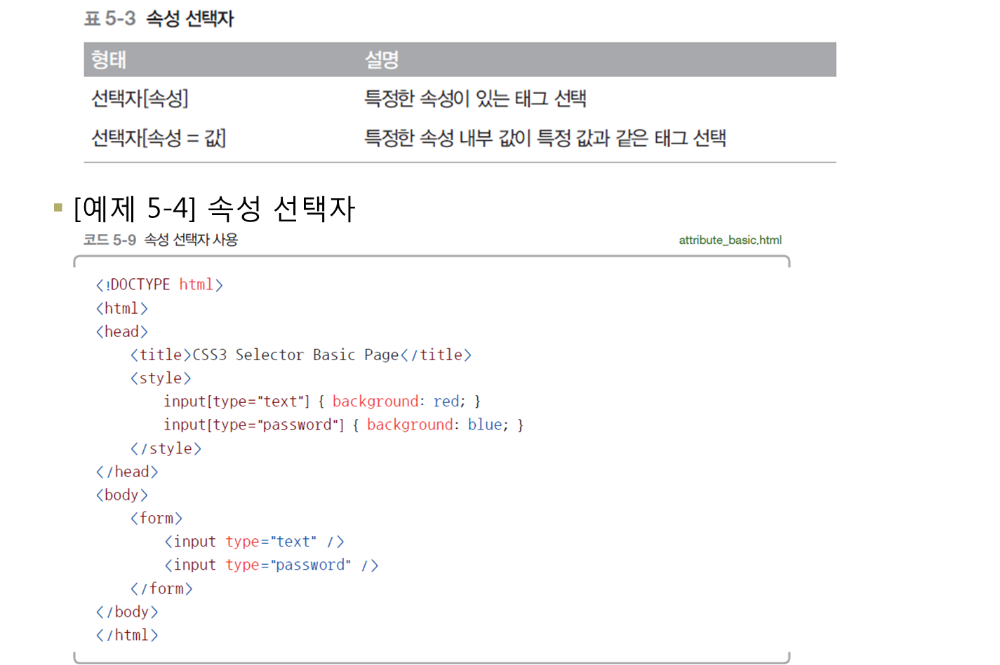 표 5-3 속성 선택자
형태 설명
선택자[속성] 특정한 속성이 있는 태그 선택
선택자[속성 = 값] 특정한 속성 내부 값이 특정 값과 같은 태그 선택
[예제 5-4] 속성 선택자
코드 5-9 속성 선택자 사용 attribute_basic.html
<!DOCTYPE html>
<html>
<head>
    <title>CSS3 Selector Basic Page</title>
    <style>
        input[type="text"] { background: red; }
        input[type="password"] { background: blue; }
    </style>
</head>
<body>
    <form>
        <input type="text" />
        <input type="password" />
    </form>
</body>
</html>